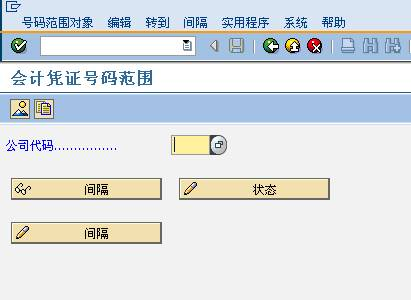 号码范围对象 编辑 转到 间隔 实用程序 系统 帮助
会计凭证号码范围
公司代码................
间隔 状态
间隔